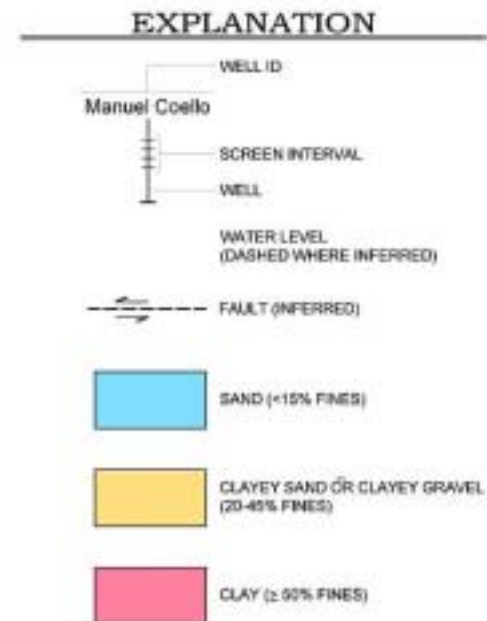 EXPLANATION
WELL ID
Manuel Coello
SCREEN INTERVAL
WELL
WATER LEVEL
(DASHED WHERE INFERRED)
FAULT (INFERRED)
SAND (<15% FINES)
CLAYEY SAND OR CLAYEY GRAVEL
(20-45% FINES)
CLAY (≥ 50% FINES)